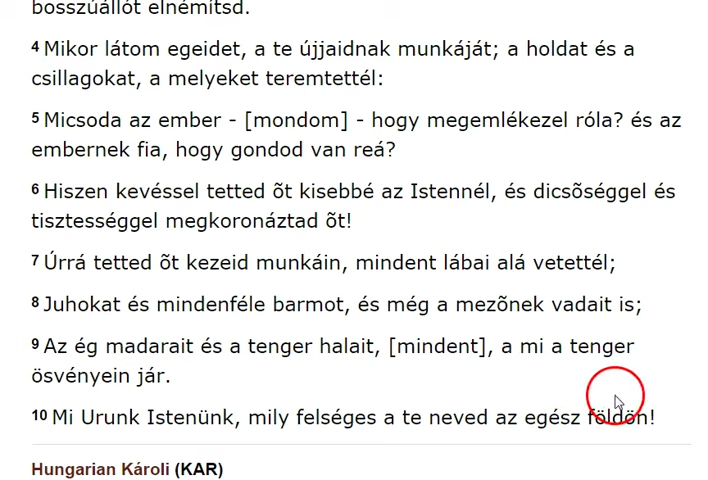 bosszúállót elnémítsd.
4 Mikor látom egeidet, a te újjaidnak munkáját; a holdat és a
csillagokat, a melyeket teremtettél:
5 Micsoda az ember - [mondom] - hogy megemlékezel róla? és az
embernek fia, hogy gondod van reá?
6 Hiszen kevéssel tetted õt kisebbé az Istennél, és dicsõséggel és
tisztességgel megkoronáztad õt!
7 Úrrá tetted õt kezeid munkáin, mindent lábai alá vetettél;
8 Juhokat és mindenféle barmot, és még a mezõnek vadait is;
9 Az ég madarait és a tenger halait, [mindent], a mi a tenger
ösvényein jár.
10 Mi Urunk Istenünk, mily felséges a te neved az egész földön!
Hungarian Károli (KAR)